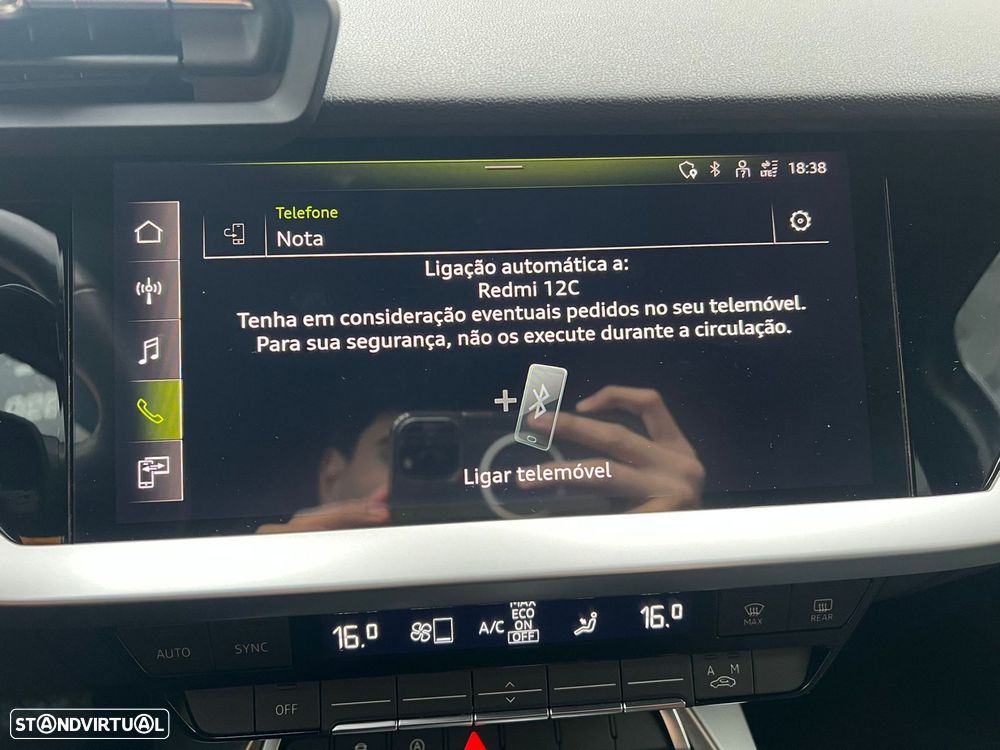 LTE 18:38
Telefone
Nota
Ligação automática a:
Redmi 12C
Tenha em consideração eventuais pedidos no seu telemóvel.
Para sua segurança, não os execute durante a circulação.
Ligar telemóvel
MAX
ECO
16.0 A/C ON 16.0
OFF
MAX REAR
AUTO SYNC
A M
OFF
STANDVIRTUAL